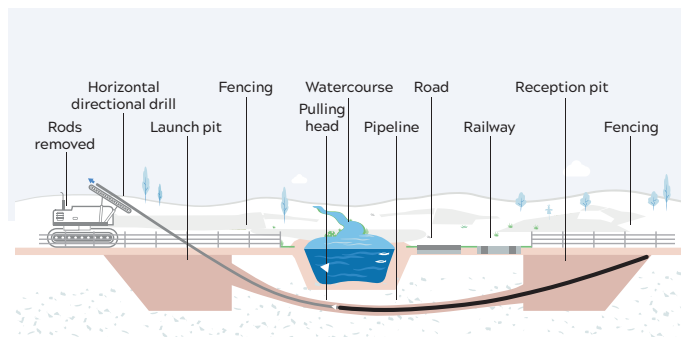 Horizontal
directional drill
Fencing
Watercourse
Road
Reception pit
Rods
removed
Launch pit
Pulling
head
Pipeline
Railway
Fencing